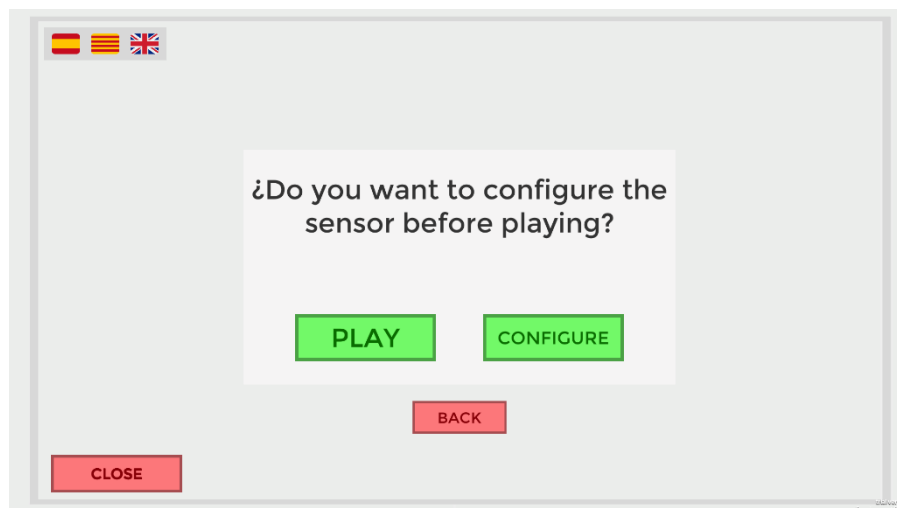 ¿Do you want to configure the
sensor before playing?
PLAY
CONFIGURE
BACK
CLOSE